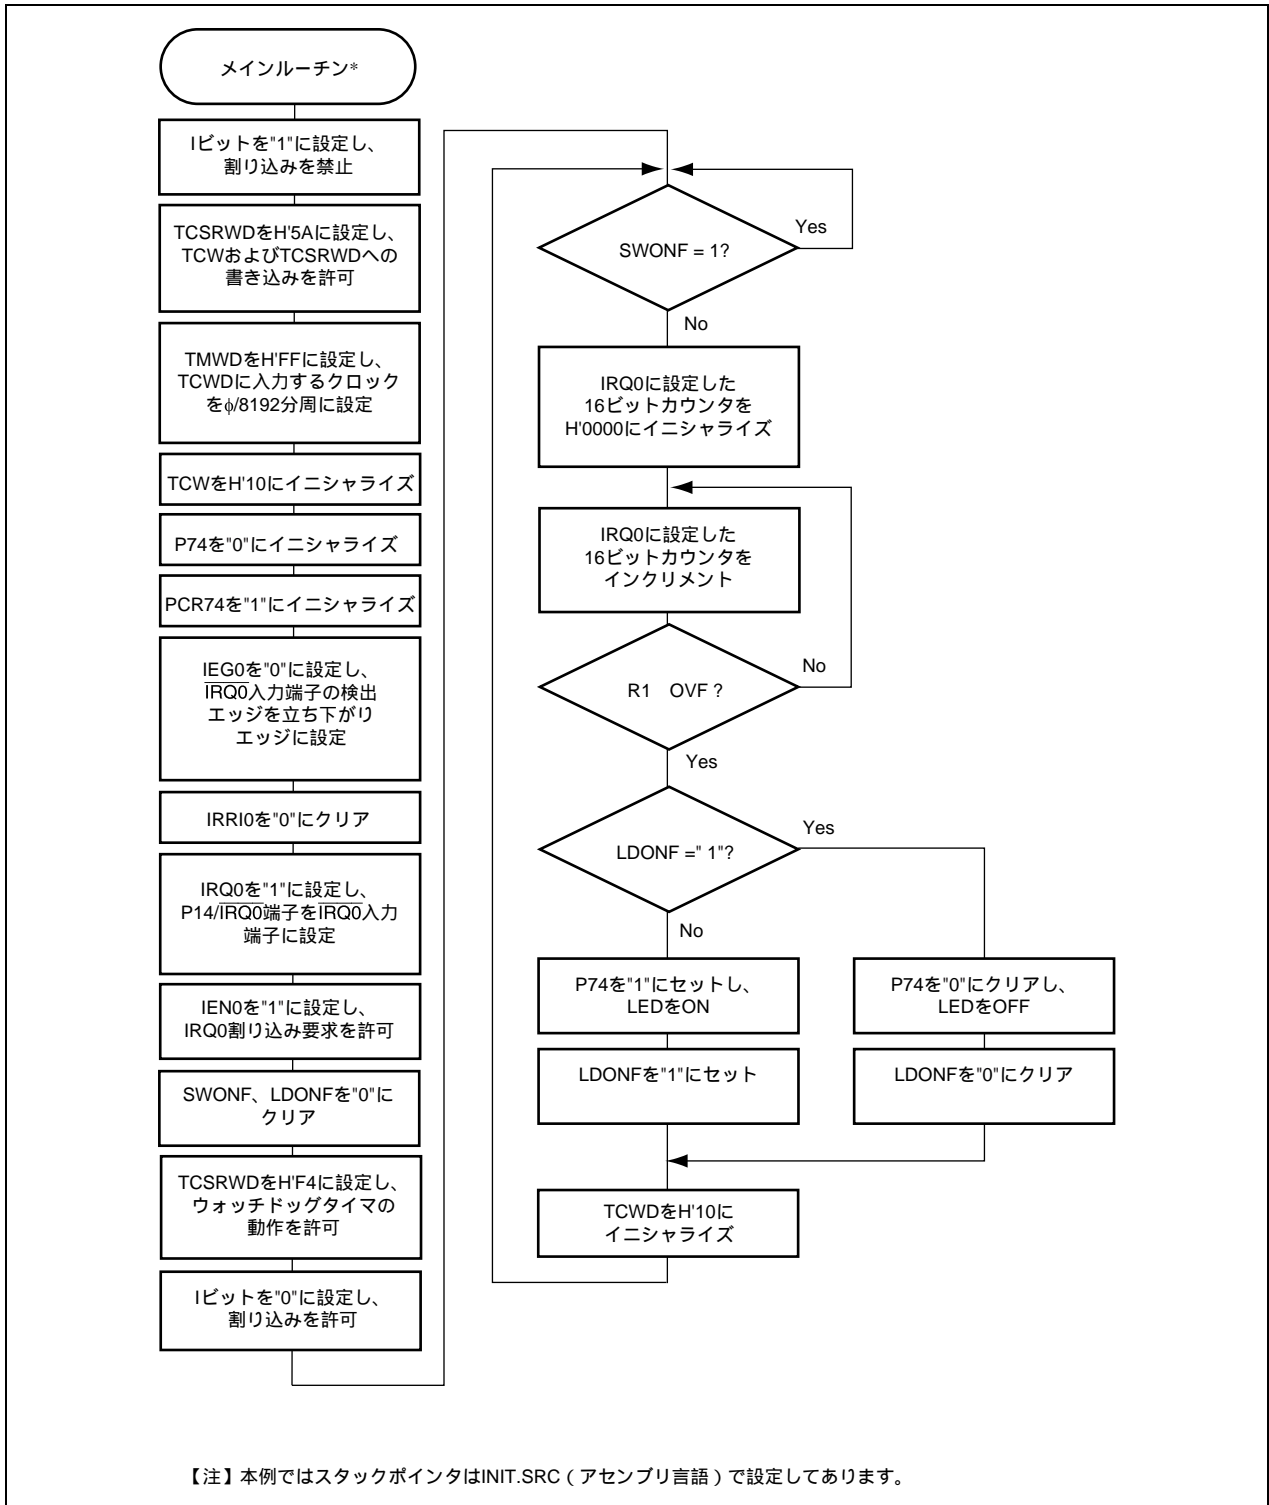 メインルーチン*
Iビットを"1"に設定し、
割り込みを禁止
TCSRWDをH'5Aに設定し、
TCWおよびTCSRWDへの
書き込みを許可
TMWDをH'FFに設定し、
TCWDに入力するクロック
をφ/8192分周に設定
TCWをH'10にイニシャライズ
P74を"0"にイニシャライズ
PCR74を"1"にイニシャライズ
IEG0を"0"に設定し、
IRQ0入力端子の検出
エッジを立ち下がり
エッジに設定
IRRI0を"0"にクリア
IRQ0を"1"に設定し、
P14/IRQ0端子をIRQ0入力
端子に設定
IEN0を"1"に設定し、
IRQ0割り込み要求を許可
SWONF、LDONFを"0"に
クリア
TCSRWDをH'F4に設定し、
ウォッチドッグタイマの
動作を許可
Iビットを"0"に設定し、
割り込みを許可
SWONF = 1?
Yes
No
IRQ0に設定した
16ビットカウンタを
H'0000にイニシャライズ
IRQ0に設定した
16ビットカウンタを
インクリメント
R1 OVF ?
No
Yes
LDONF =" 1"?
Yes
No
P74を"1"にセットし、
LEDをON
LDONFを"1"にセット
P74を"0"にクリアし、
LEDをOFF
LDONFを"0"にクリア
TCWDをH'10に
イニシャライズ
【注】本例ではスタックポインタはINIT.SRC（アセンブリ言語）で設定してあります。